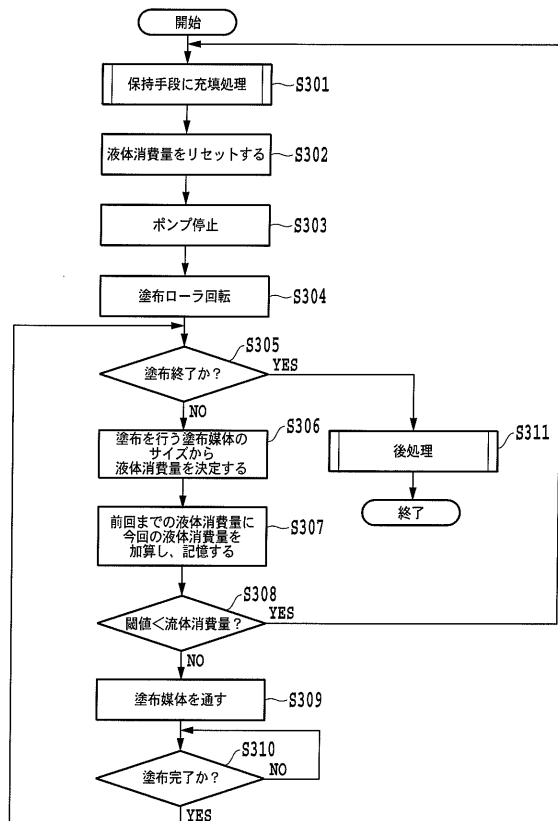 開始
保持手段に充填処理
S301
液体消費量をリセットする
S302
ポンプ停止
S303
塗布ローラ回転
S304
塗布終了か?
S305
YES
NO
塗布を行う塗布媒体の
サイズから
液体消費量を決定する
S306
後処理
S311
終了
前回までの液体消費量に
今回の液体消費量を
加算し、記憶する
S307
閾値<流体消費量?
S308
YES
NO
塗布媒体を通す
S309
塗布完了か?
S310
NO
YES